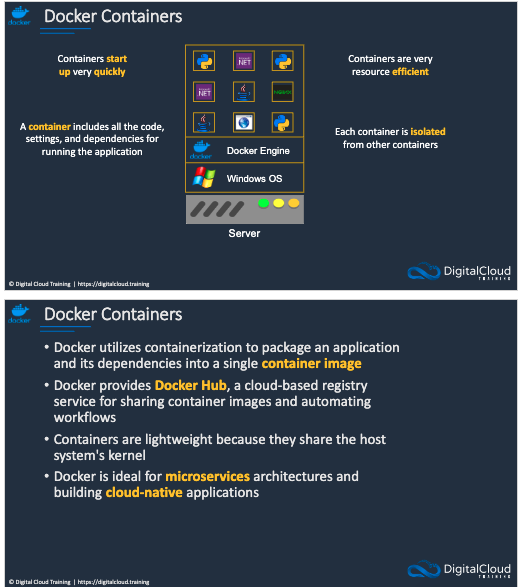 docker
Docker Containers
Containers start
up very quickly
Containers are very
resource efficient
A container includes all the code,
settings, and dependencies for
running the application
Each container is isolated
from other containers
.NET
.NET
Docker Engine
Windows OS
Server
© Digital Cloud Training | https://digitalcloud.training
DigitalCloud
TRAINING
docker
Docker Containers
• Docker utilizes containerization to package an application
and its dependencies into a single container image
• Docker provides Docker Hub, a cloud-based registry
service for sharing container images and automating
workflows
• Containers are lightweight because they share the host
system's kernel
• Docker is ideal for microservices architectures and
building cloud-native applications
© Digital Cloud Training | https://digitalcloud.training
DigitalCloud
TRAINING